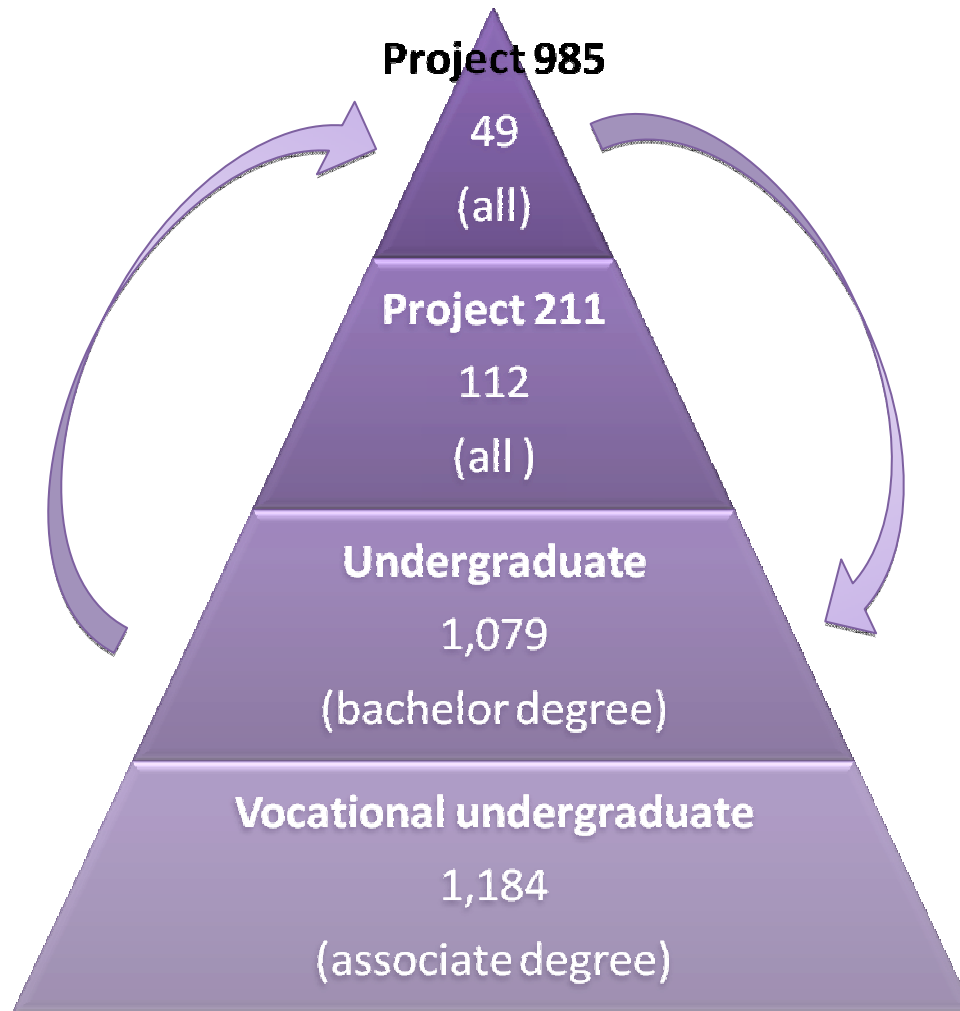 Project 985
49
(all)
Project 211
112
(all )
Undergraduate
1,079
(bachelor degree)
Vocational undergraduate
1,184
(associate degree)